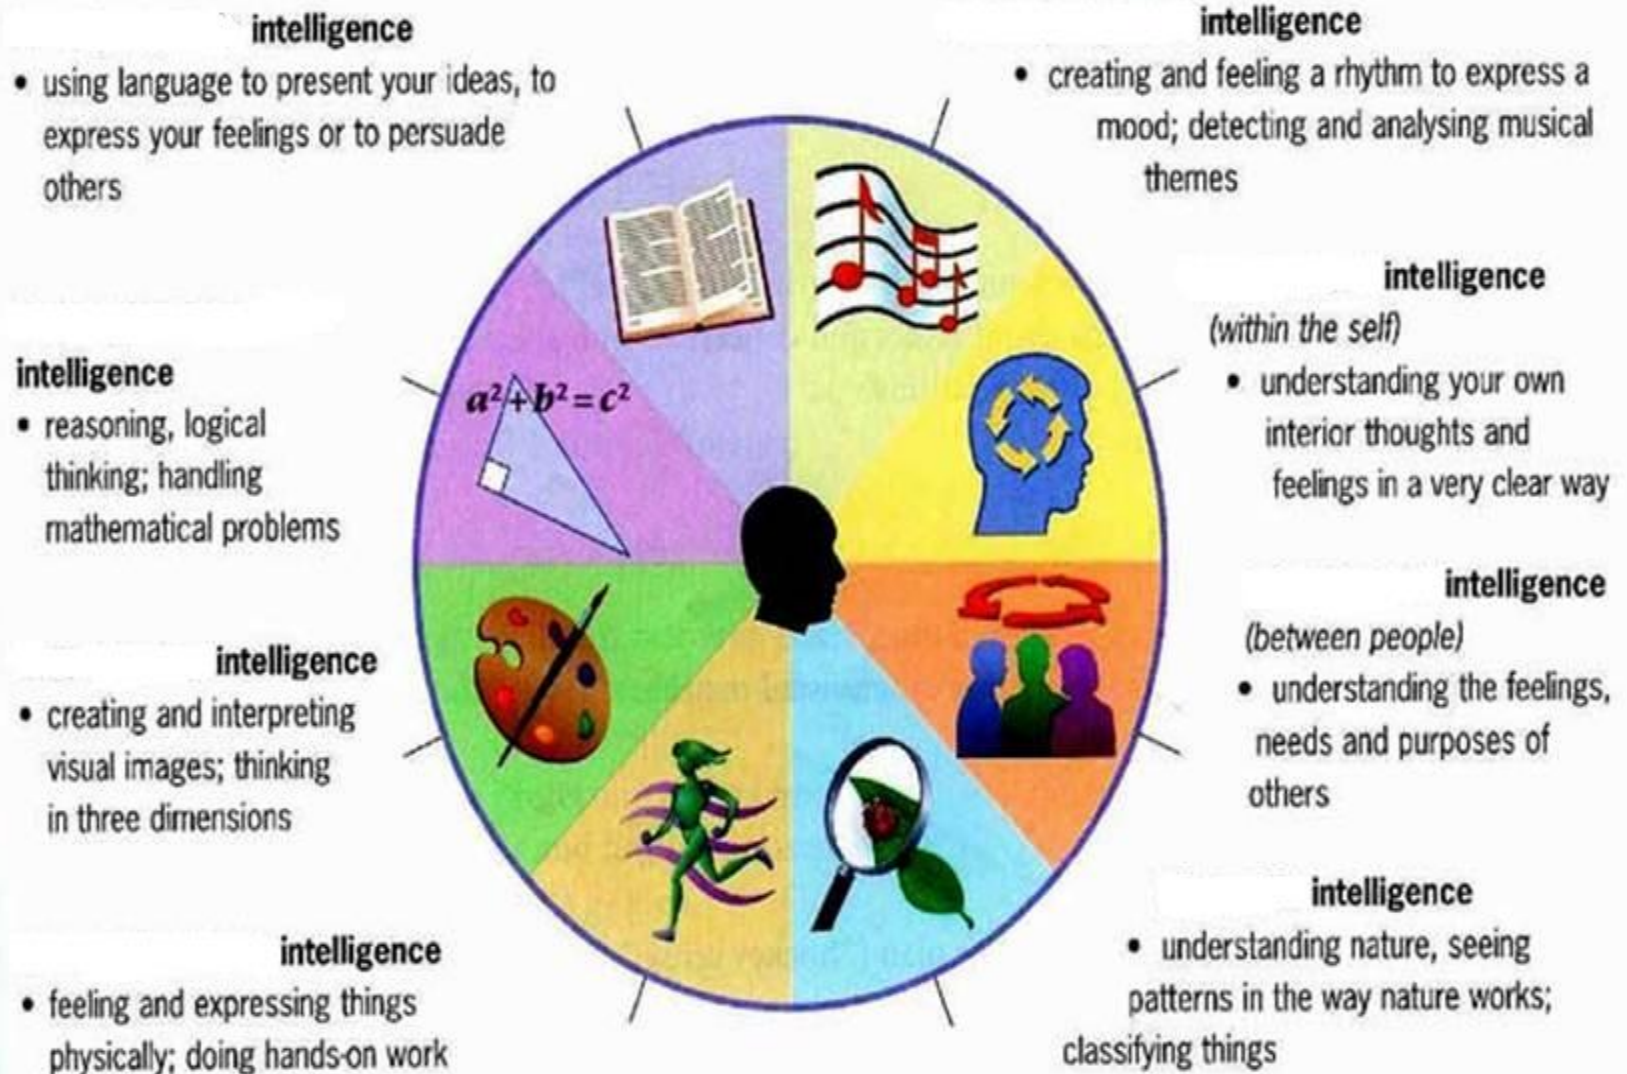 intelligence
• using language to present your ideas, to
express your feelings or to persuade
others
intelligence
• reasoning, logical
thinking; handling
mathematical problems
intelligence
• creating and interpreting
visual images; thinking
in three dimensions
intelligence
• feeling and expressing things
physically; doing hands-on work
intelligence
• creating and feeling a rhythm to express a
mood; detecting and analysing musical
themes
intelligence
(within the self)
• understanding your own
interior thoughts and
feelings in a very clear way
intelligence
(between people)
• understanding the feelings,
needs and purposes of
others
intelligence
• understanding nature, seeing
patterns in the way nature works;
classifying things
a²+b²=c²